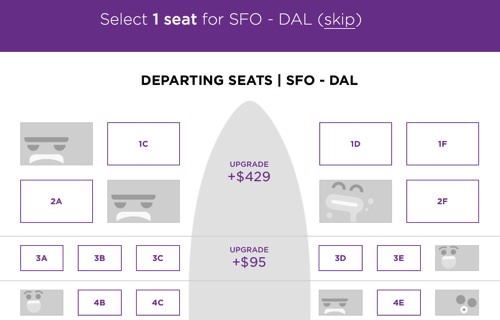 Select 1 seat for SFO - DAL (skip)
DEPARTING SEATS | SFO - DAL
1C
1D
1F
UPGRADE
+$429
2A
2F
3A
3B
3C
UPGRADE
+$95
3D
3E
4B
4C
4E